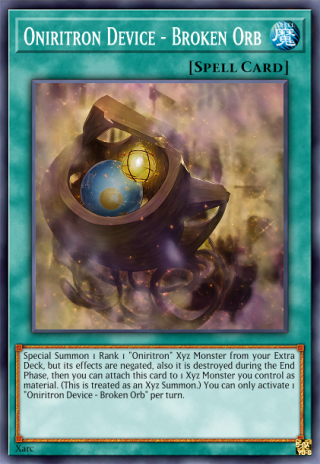 Oniritron Device - Broken Orb
[Spell Card]
Special Summon 1 Rank 1 "Oniritron" Xyz Monster from your Extra
Deck, but its effects are negated, also it is destroyed during the End
Phase, then you can attach this card to 1 Xyz Monster you control as
material. (This is treated as an Xyz Summon.) You can only activate 1
"Oniritron Device - Broken Orb" per turn.
Xarc